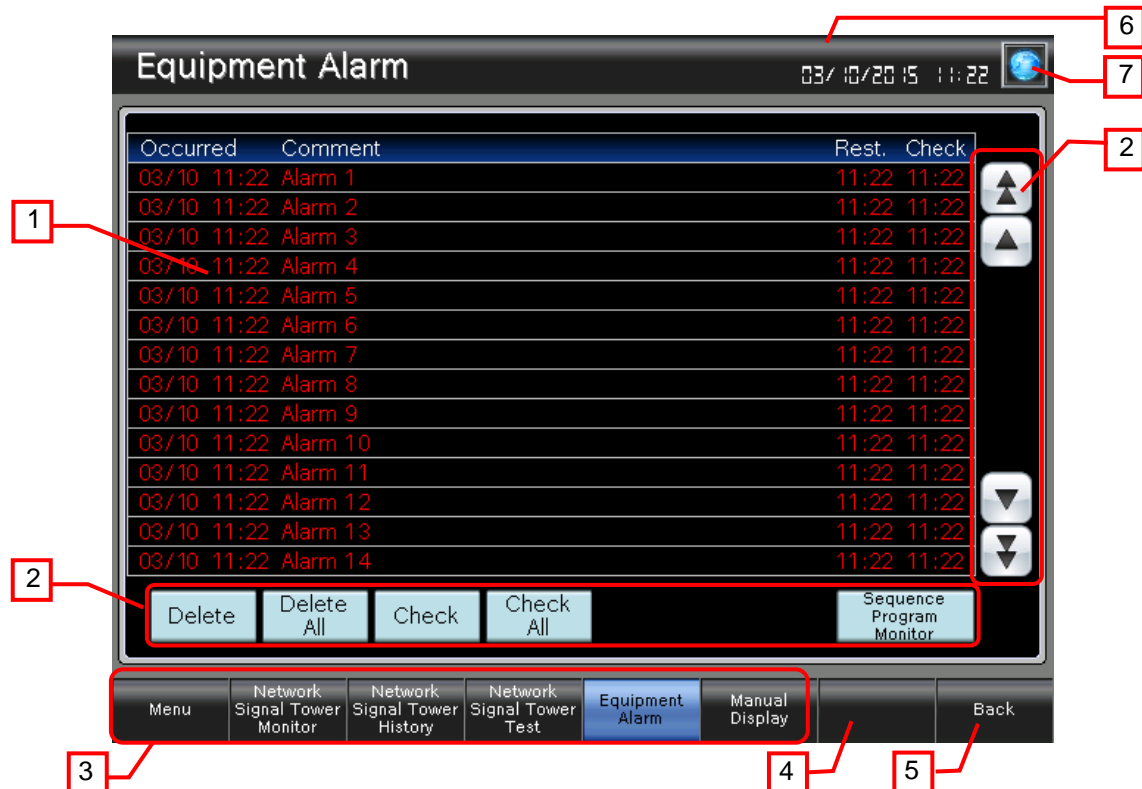 6
Equipment Alarm
03/10/2015 11:22
7
Occurred Comment Rest. Check
2
03/10 11:22 Alarm 1 11:22 11:22
03/10 11:22 Alarm 2 11:22 11:22
1
03/10 11:22 Alarm 3 11:22 11:22
03/10 11:22 Alarm 4 11:22 11:22
03/10 11:22 Alarm 5 11:22 11:22
03/10 11:22 Alarm 6 11:22 11:22
03/10 11:22 Alarm 7 11:22 11:22
03/10 11:22 Alarm 8 11:22 11:22
03/10 11:22 Alarm 9 11:22 11:22
03/10 11:22 Alarm 10 11:22 11:22
03/10 11:22 Alarm 11 11:22 11:22
03/10 11:22 Alarm 12 11:22 11:22
03/10 11:22 Alarm 13 11:22 11:22
03/10 11:22 Alarm 14 11:22 11:22
2
Delete
Delete
All
Check
Check
All
Sequence
Program
Monitor
Menu
Network
Signal Tower
Monitor
Network
Signal Tower
History
Network
Signal Tower
Test
Equipment
Alarm
Manual
Display
Back
3
4
5